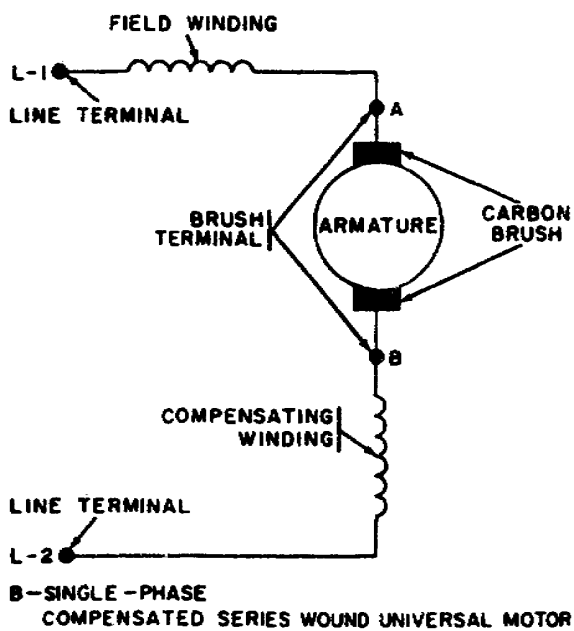 FIELD WINDING
L-1
LINE TERMINAL
A
BRUSH
TERMINAL
ARMATURE
CARBON
BRUSH
B
COMPENSATING
WINDING
LINE TERMINAL
L-2
B-SINGLE-PHASE
COMPENSATED SERIES WOUND UNIVERSAL MOTOR